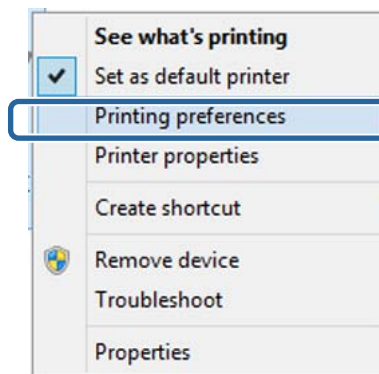 See what's printing
Set as default printer
Printing preferences
Printer properties
Create shortcut
Remove device
Troubleshoot
Properties